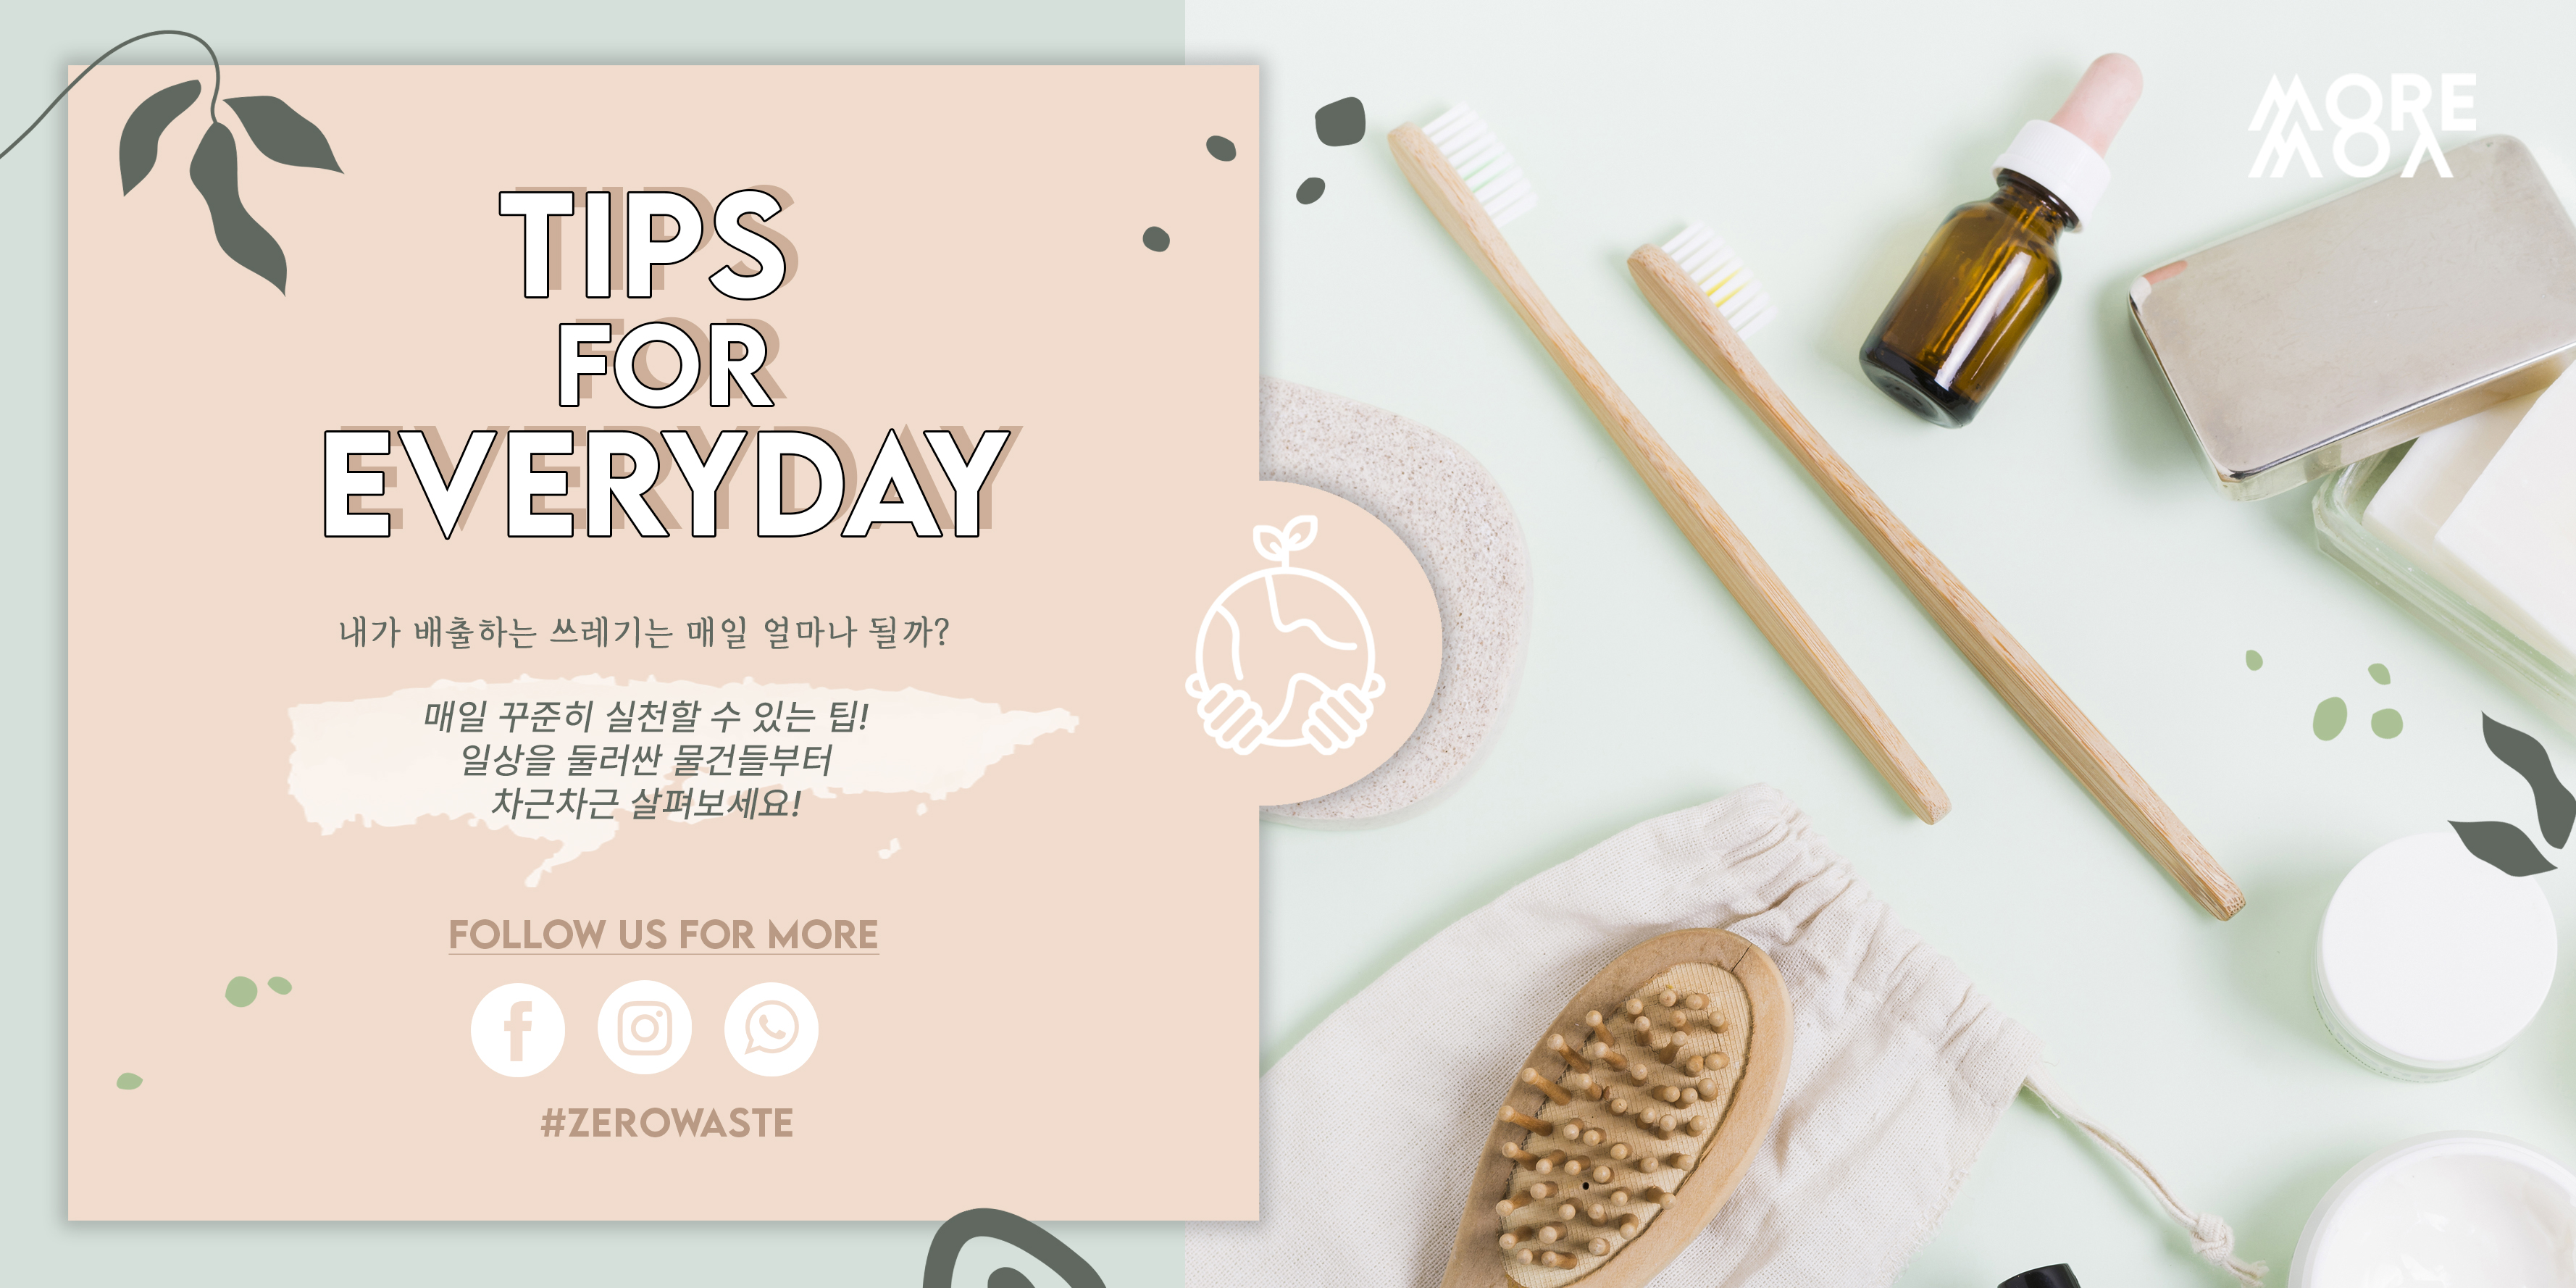 TIPS
FOR
EVERYDAY
내가 배출하는 쓰레기는 매일 얼마나 될까?
매일 꾸준히 실천할 수 있는 팁!
일상을 둘러싼 물건들부터
차근차근 살펴보세요!
FOLLOW US FOR MORE
#ZEROWASTE
MORE
MOA